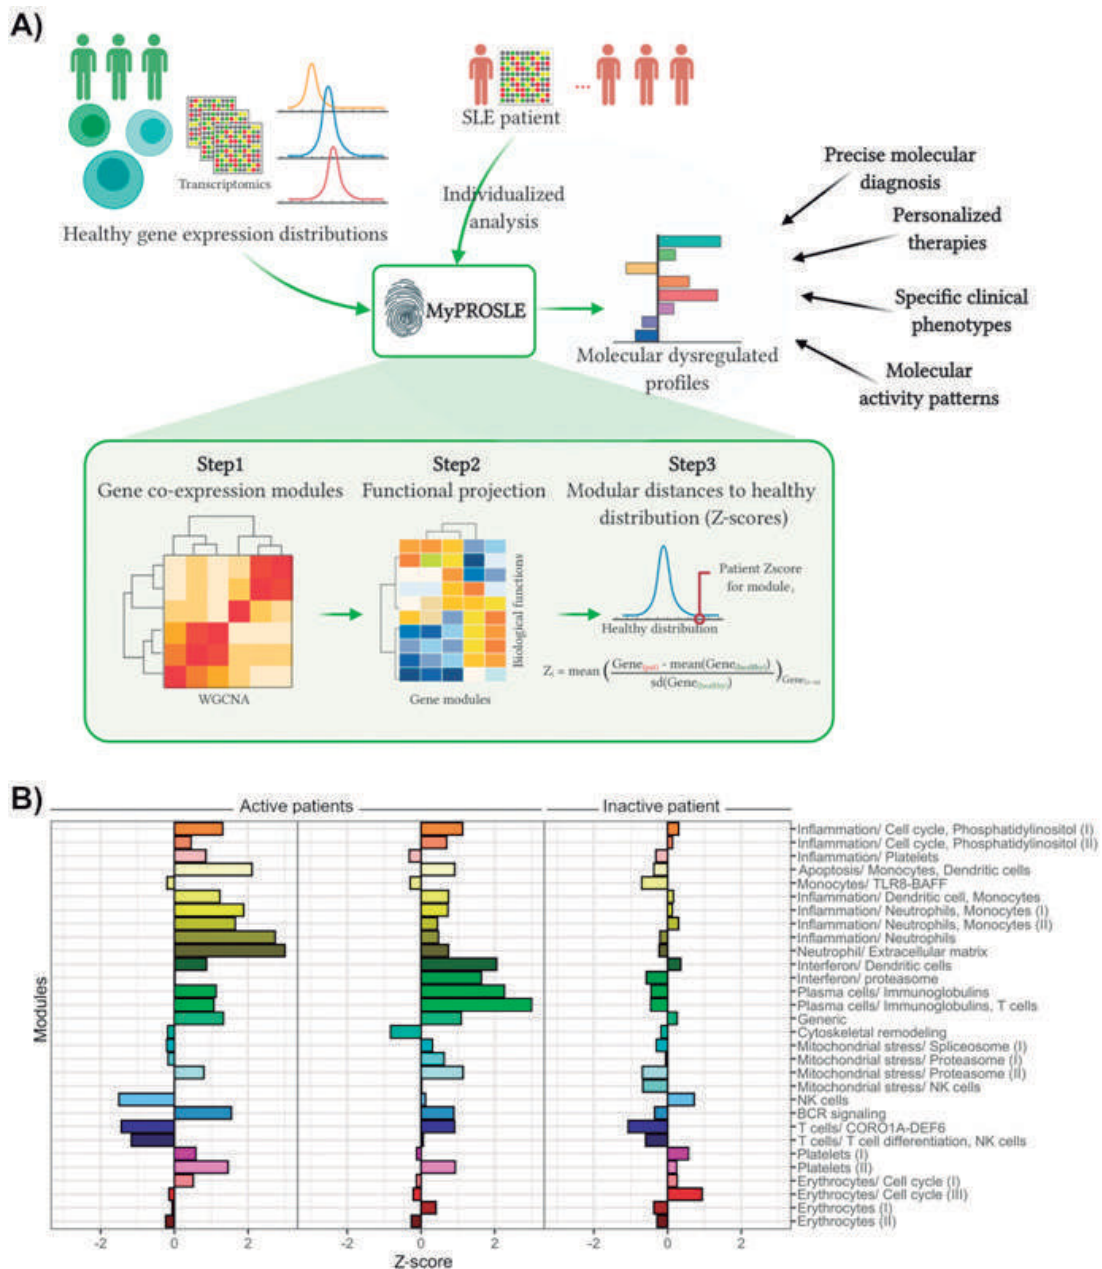 A)
SLE patient
Transcriptomics
Healthy gene expression distributions
Individualized
analysis
MyPROSLE
Molecular dysregulated
profiles
Precise molecular
diagnosis
Personalized
therapies
Specific clinical
phenotypes
Molecular
activity patterns
Step1
Gene co-expression modules
WGCNA
Step2
Functional projection
Biological functions
Gene modules
Step3
Modular distances to healthy
distribution (Z-scores)
Patient Zscore
for module
Healthy distribution
= mean ( Gene - mean(Gene
sd(Gene
Gene
B)
Active patients
Inactive patient
Modules
Inflammation/ Cell cycle, Phosphatidylinositol (I)
Inflammation/ Cell cycle, Phosphatidylinositol (II)
Inflammation/ Platelets
Apoptosis/ Monocytes, Dendritic cells
Monocytes/ TLR8-BAFF
Inflammation/ Dendritic cell, Monocytes
Inflammation/ Neutrophils, Monocytes (I)
Inflammation/ Neutrophils, Monocytes (II)
Inflammation/ Neutrophils
Neutrophil/ Extracellular matrix
Interferon/ Dendritic cells
Interferon/ proteasome
Plasma cells/ Immunoglobulins
Plasma cells/ Immunoglobulins, T cells
Generic
Cytoskeletal remodeling
Mitochondrial stress/ Spliceosome (I)
Mitochondrial stress/ Proteasome (I)
Mitochondrial stress/ Proteasome (II)
Mitochondrial stress/ NK cells
NK cells
BCR signaling
T cells/ CORO1A-DEF6
T cells/ T cell differentiation, NK cells
Platelets (I)
Platelets (II)
Erythrocytes/ Cell cycle (I)
Erythrocytes/ Cell cycle (III)
Erythrocytes (I)
Erythrocytes (II)
-2 0 2 -2 0 2 -2 0 2
Z-score